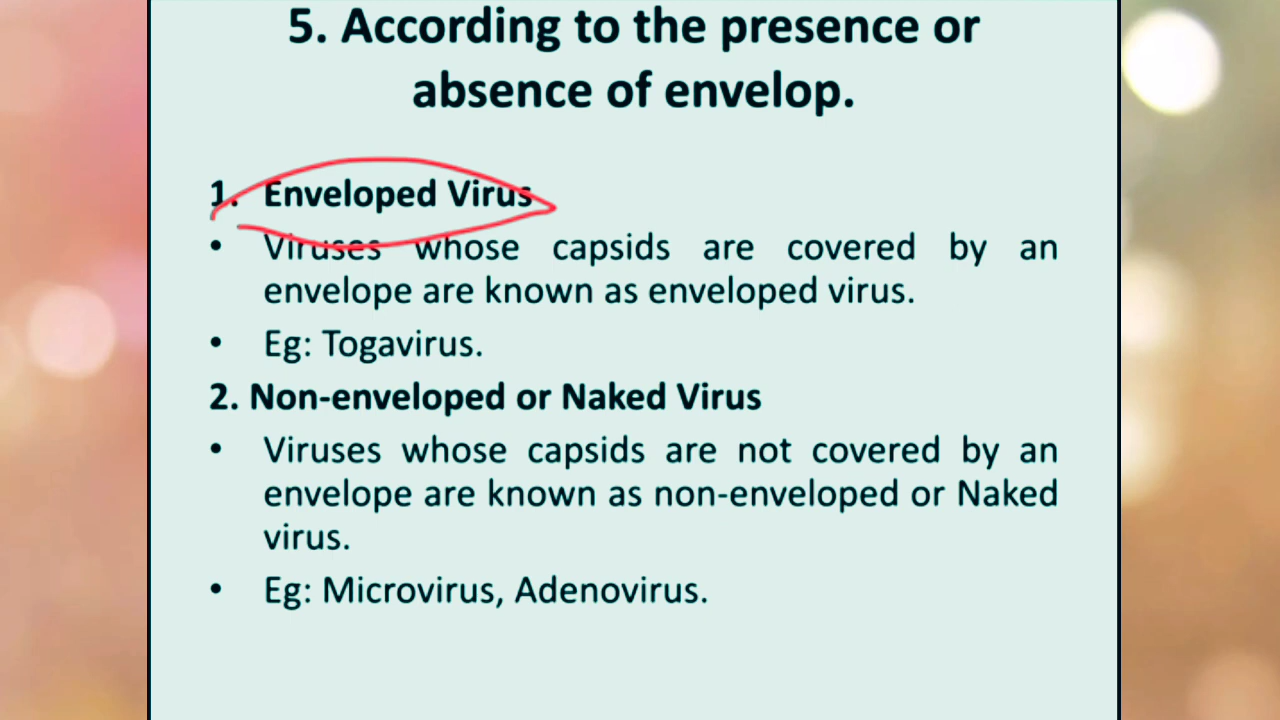 5. According to the presence or
absence of envelop.
1. Enveloped Virus
• Viruses whose capsids are covered by an
envelope are known as enveloped virus.
• Eg: Togavirus.
2. Non-enveloped or Naked Virus
• Viruses whose capsids are not covered by an
envelope are known as non-enveloped or Naked
virus.
• Eg: Microvirus, Adenovirus.